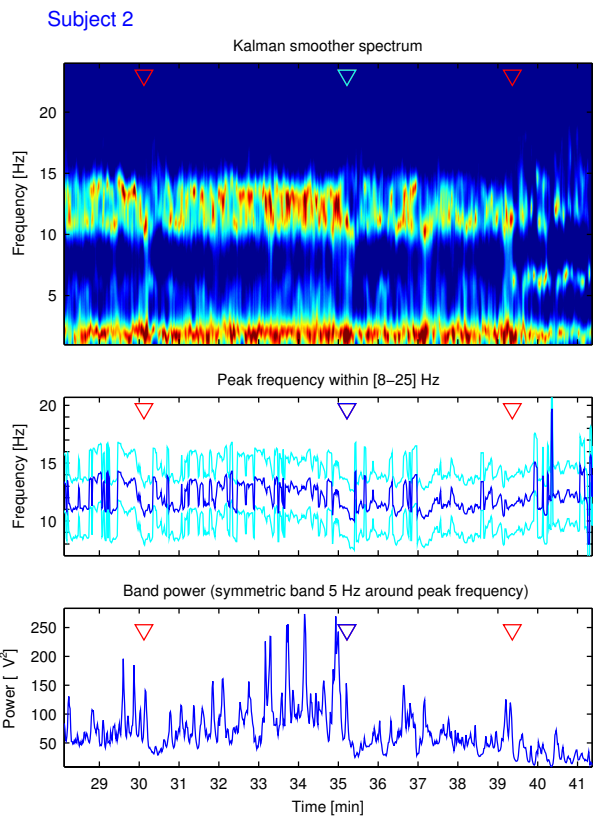 Subject 2
Kalman smoother spectrum
20
15
10
5
Frequency [Hz]
Peak frequency within [8−25] Hz
20
15
10
Frequency [Hz]
Band power (symmetric band 5 Hz around peak frequency)
250
200
150
100
50
Power [ V²]
29 30 31 32 33 34 35 36 37 38 39 40 41
Time [min]